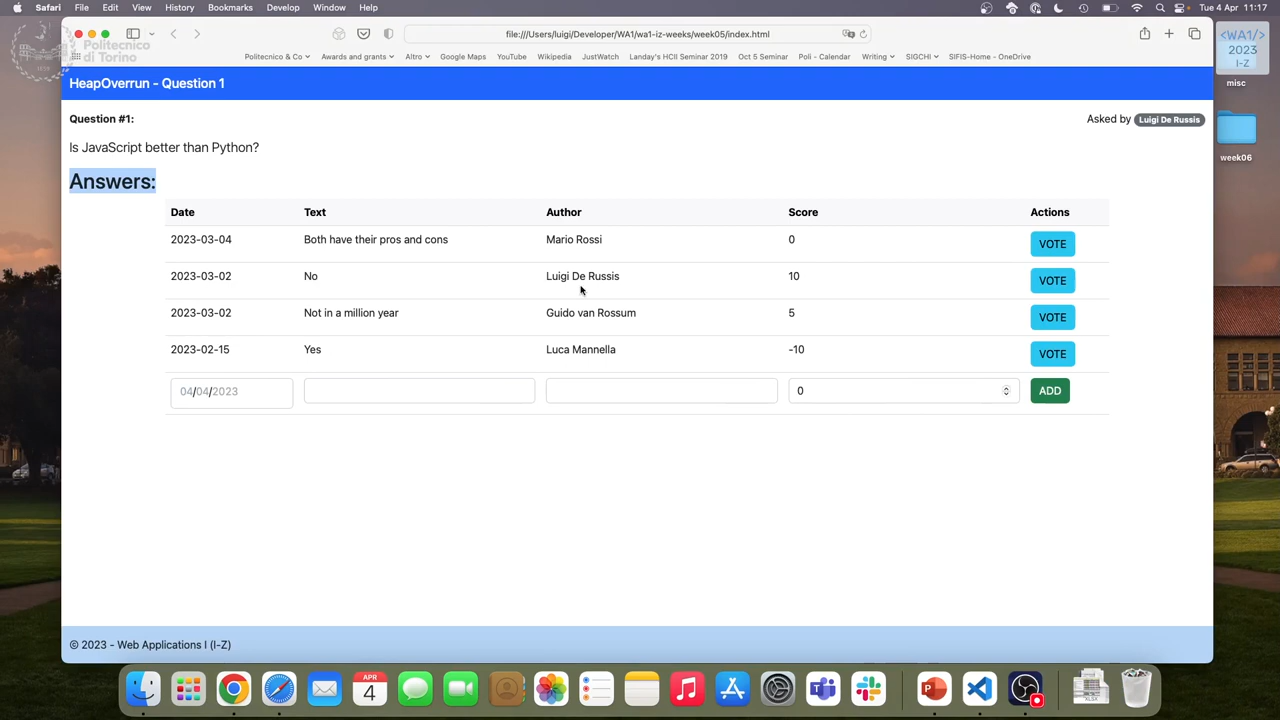 Safari File Edit View History Bookmarks Develop Window Help Tue 4 Apr 11:17
Politecnico di Torino
file:///Users/luigi/Developer/WA1/wa1-iz-weeks/week05/index.html
Politecnico & Co Awards and grants Altro Google Maps YouTube Wikipedia JustWatch Landay's HCII Seminar 2019 Oct 5 Seminar Poli - Calendar Writing SIGCHI SIFIS-Home - OneDrive
<WA1/>
2023
I-Z
misc
HeapOverrun - Question 1
Question #1: Asked by Luigi De Russis
week06
Is JavaScript better than Python?
Answers:
Date Text Author Score Actions
2023-03-04 Both have their pros and cons Mario Rossi 0 VOTE
2023-03-02 No Luigi De Russis 10 VOTE
2023-03-02 Not in a million year Guido van Rossum 5 VOTE
2023-02-15 Yes Luca Mannella -10 VOTE
04/04/2023 0 ADD
© 2023 - Web Applications I (I-Z)
APR
4